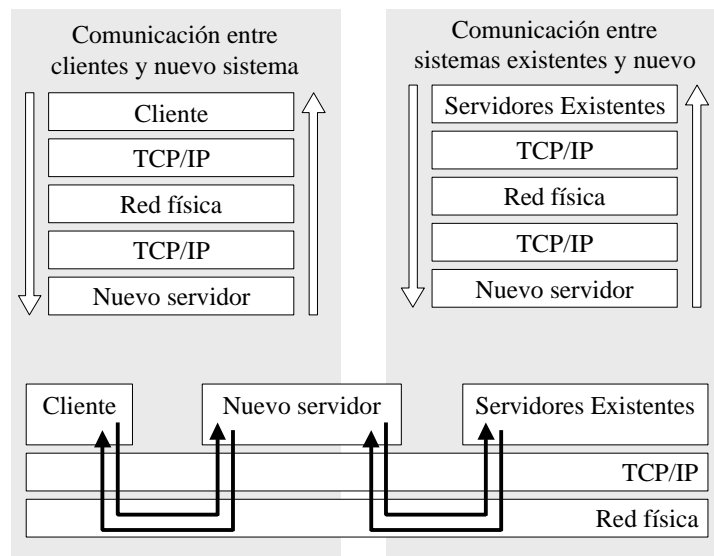 Comunicación entre
clientes y nuevo sistema
Cliente
TCP/IP
Red física
TCP/IP
Nuevo servidor
Comunicación entre
sistemas existentes y nuevo
Servidores Existentes
TCP/IP
Red física
TCP/IP
Nuevo servidor
Cliente
Nuevo servidor
Servidores Existentes
TCP/IP
Red física